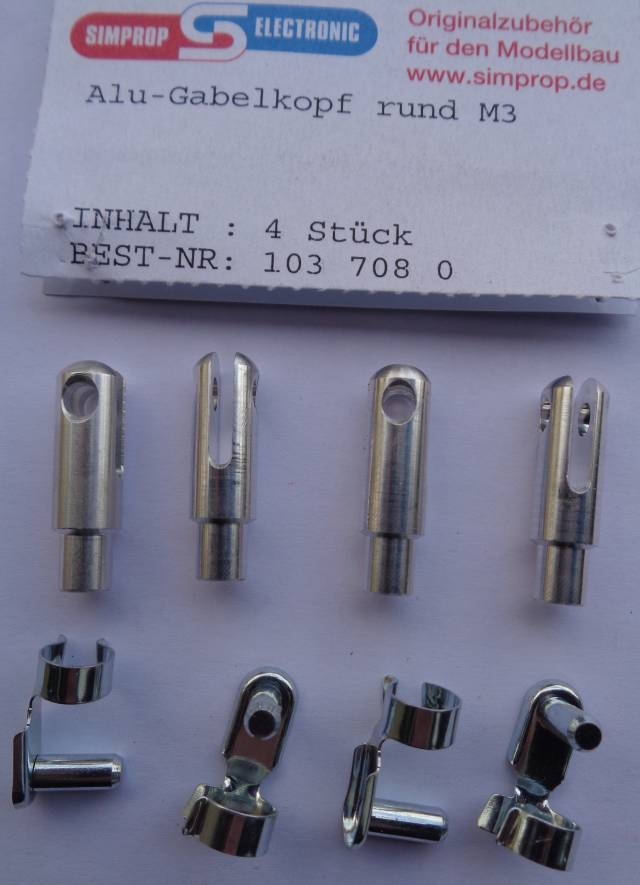 SIMPROP ELECTRONIC
Originalzubehör
für den Modellbau
www.simprop.de
Alu-Gabelkopf rund M3
INHALT : 4 Stück
BEST-NR: 103 708 0